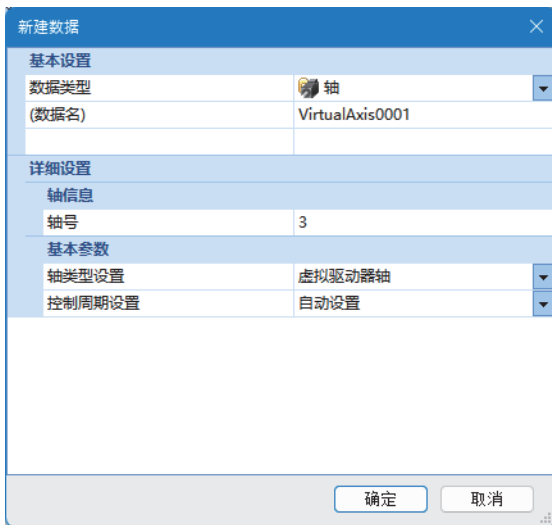 新建数据
基本设置
数据类型 轴
(数据名) VirtualAxis0001
详细设置
轴信息
轴号 3
基本参数
轴类型设置 虚拟驱动器轴
控制周期设置 自动设置
确定 取消